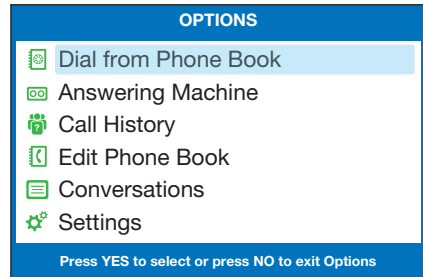 OPTIONS
Dial from Phone Book
Answering Machine
Call History
Edit Phone Book
Conversations
Settings
Press YES to select or press NO to exit Options